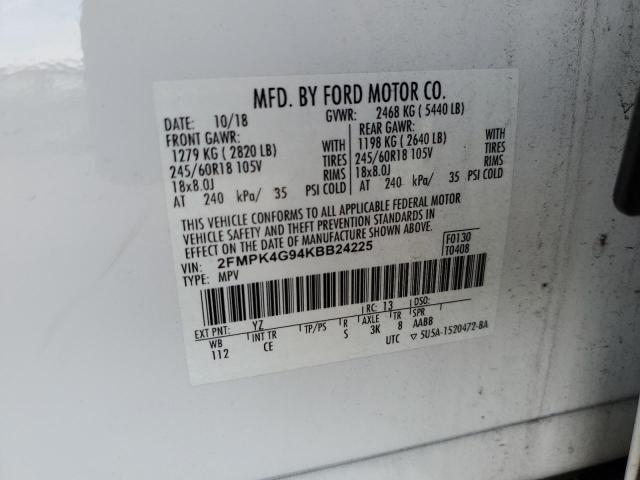 MFD. BY FORD MOTOR CO.
DATE: 10/18 GVWR: 2468 KG ( 5440 LB)
FRONT GAWR: REAR GAWR:
1279 KG ( 2820 LB) WITH 1198 KG ( 2640 LB) WITH
245/60R18 105V TIRES 245/60R18 105V TIRES
18x8.0J RIMS 18x8.0J RIMS
AT 240 kPa/ 35 PSI COLD AT 240 kPa/ 35 PSI COLD
THIS VEHICLE CONFORMS TO ALL APPLICABLE FEDERAL MOTOR
VEHICLE SAFETY AND THEFT PREVENTION STANDARDS IN
EFFECT ON THE DATE OF MANUFACTURE SHOWN ABOVE.
VIN: 2FMPK4G94KBB24225 F0130
TYPE: MPV T0408
EXT PNT: YZ RC: 13 DSO:
WB INT TR TP/PS R AXLE TR SPR
112 CE S 3K 8 AABB
UTC ▽ 5U5A-1520472-BA